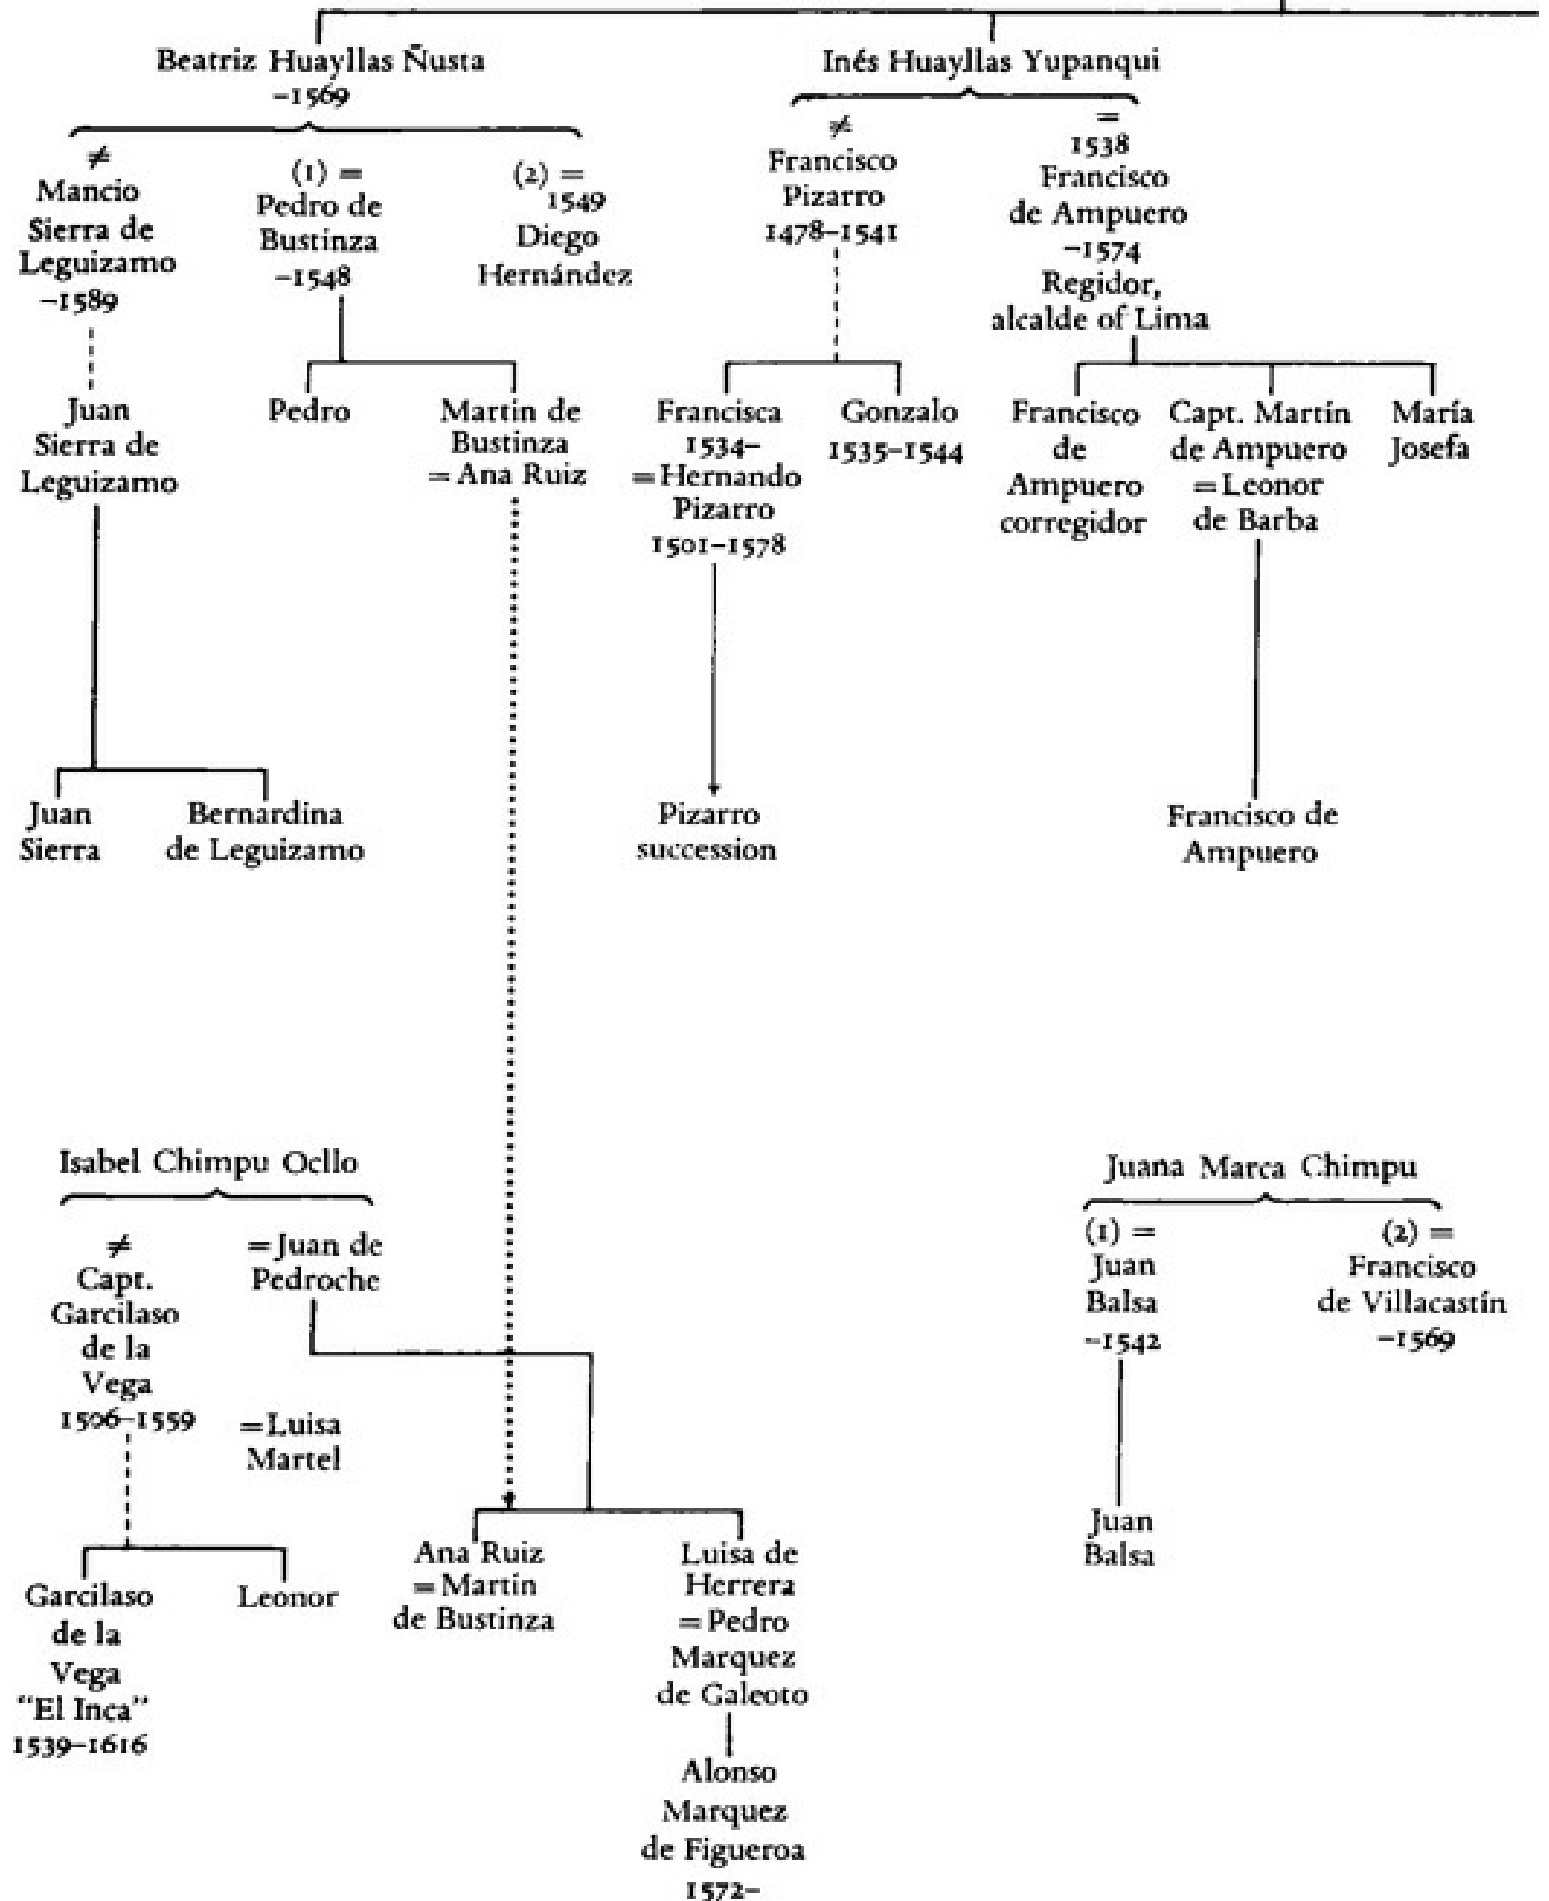 Beatriz Huayllas Ñusta
–1569
≠
Mancio
Sierra de
Leguizamo
–1589
(1) =
Pedro de
Bustinza
–1548
(2) =
1549
Diego
Hernández
Juan
Sierra de
Leguizamo
Pedro
Martin de
Bustinza
= Ana Ruiz
Juan
Sierra
Bernardina
de Leguizamo
Inés Huayllas Yupanqui
≠
Francisco
Pizarro
1478–1541
=
1538
Francisco
de Ampuero
–1574
Regidor,
alcalde of Lima
Francisca
1534–
= Hernando
Pizarro
1501–1578
Gonzalo
1535–1544
Francisco
de
Ampuero
corregidor
Capt. Martín
de Ampuero
= Leonor
de Barba
María
Josefa
Pizarro
succession
Francisco de
Ampuero
Isabel Chimpu Ocllo
≠
Capt.
Garcilaso
de la
Vega
1506–1559
= Juan de
Pedroche
= Luisa
Martel
Garcilaso
de la
Vega
“El Inca”
1539–1616
Leonor
Ana Ruiz
= Martin
de Bustinza
Luisa de
Herrera
= Pedro
Marquez
de Galeoto
Alonso
Marquez
de Figueroa
1572–
Juana Marca Chimpu
(1) =
Juan
Balsa
–1542
(2) =
Francisco
de Villacastín
–1569
Juan
Balsa